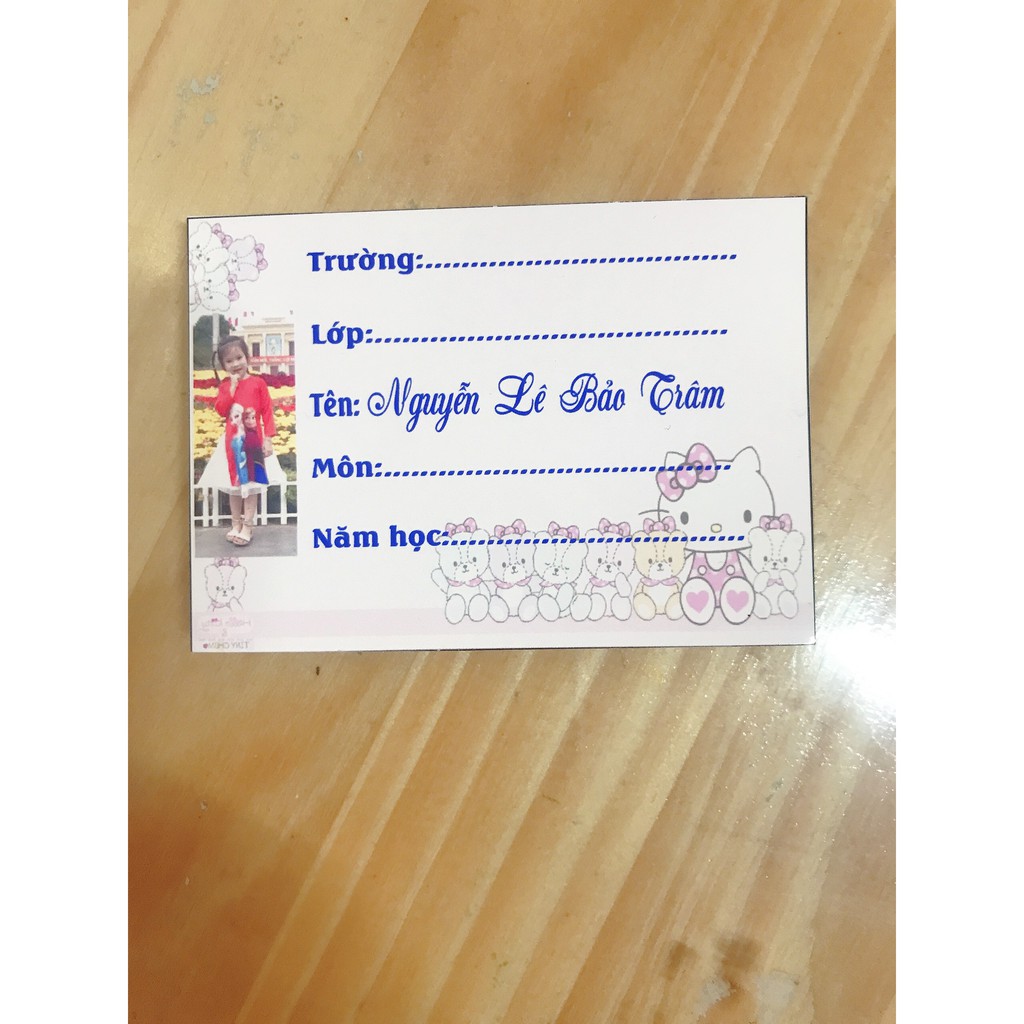 Trường:...................................
Lớp:.......................................
Tên: Nguyễn Lê Bảo Trâm
Môn:......................................
Năm học:.................................